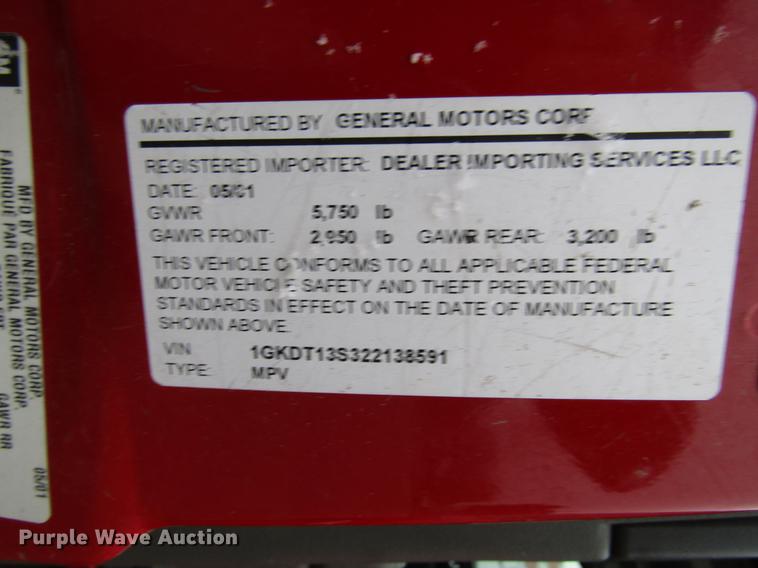 GM
MFD BY GENERAL MOTORS CORP.
FABRIQUE PAR GENERAL MOTORS CORP.
GAWR RR
05/01
MANUFACTURED BY GENERAL MOTORS CORP
REGISTERED IMPORTER: DEALER IMPORTING SERVICES LLC
DATE: 05/01
GVWR 5,750 lb
GAWR FRONT: 2,950 lb GAWR REAR: 3,200 lb
THIS VEHICLE CONFORMS TO ALL APPLICABLE FEDERAL
MOTOR VEHICLE SAFETY AND THEFT PREVENTION
STANDARDS IN EFFECT ON THE DATE OF MANUFACTURE
SHOWN ABOVE.
VIN 1GKDT13S322138591
TYPE: MPV
Purple Wave Auction